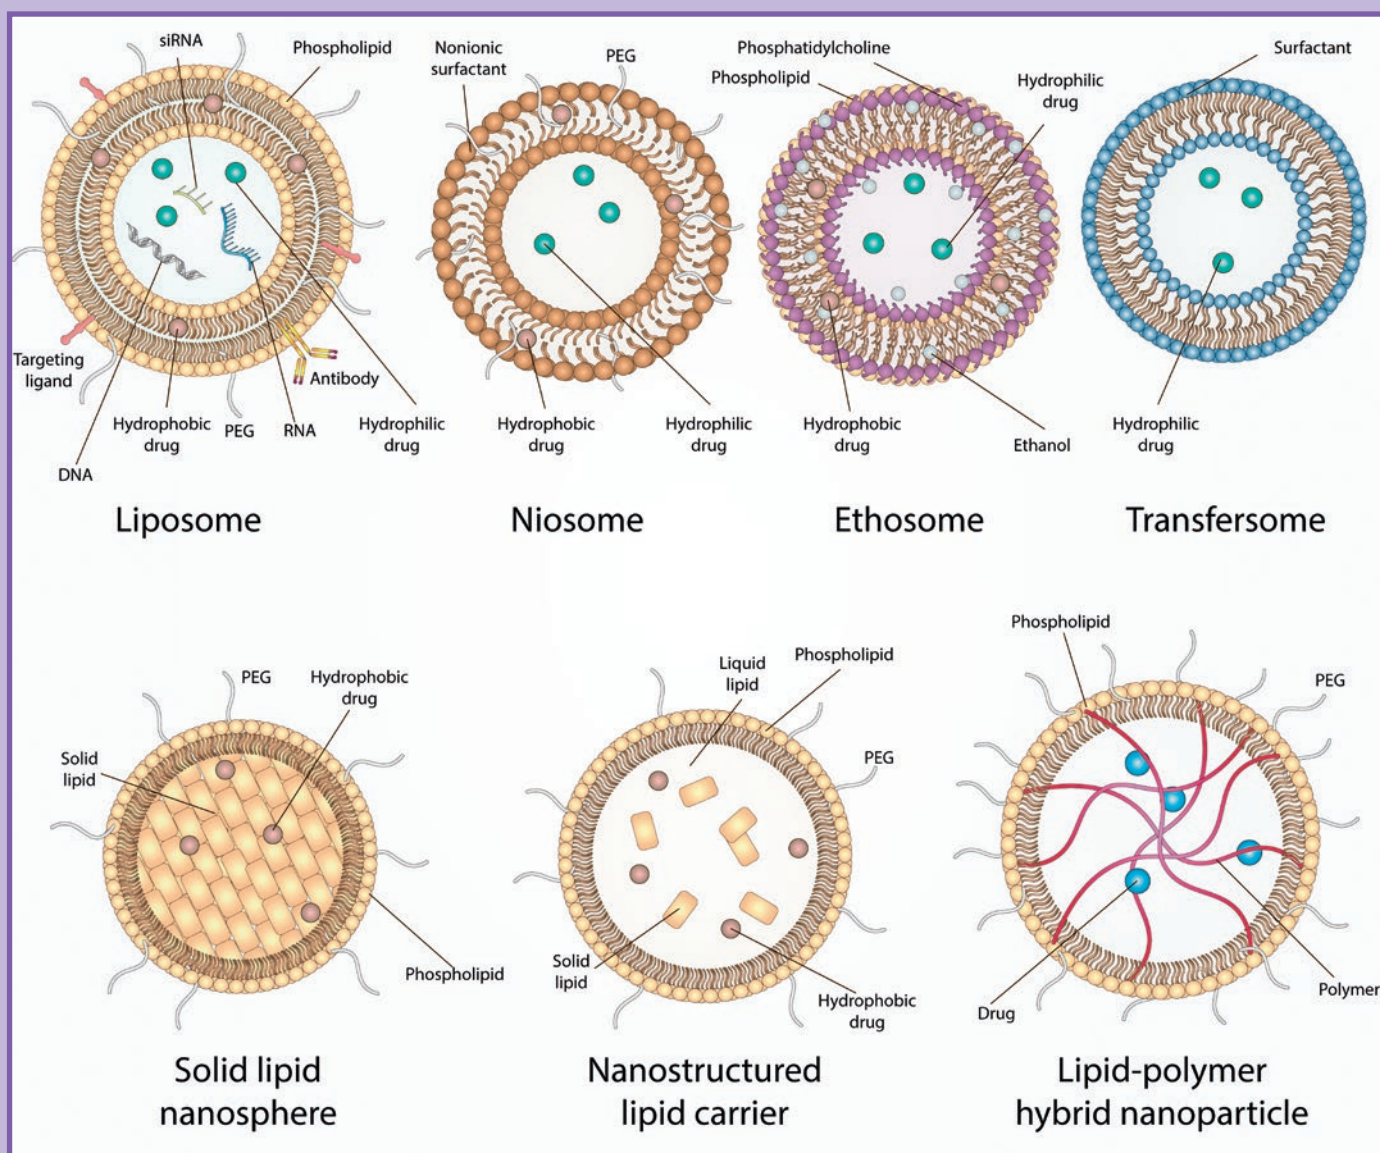 siRNA
Phospholipid
Targeting
ligand
Antibody
Hydrophobic
drug
PEG
RNA
Hydrophilic
drug
DNA
Liposome
Nonionic
surfactant
PEG
Hydrophobic
drug
Hydrophilic
drug
Niosome
Phosphatidylcholine
Phospholipid
Hydrophilic
drug
Hydrophobic
drug
Ethanol
Ethosome
Surfactant
Hydrophilic
drug
Transfersome
PEG
Hydrophobic
drug
Solid
lipid
Phospholipid
Solid lipid
nanosphere
Liquid
lipid
Phospholipid
PEG
Solid
lipid
Hydrophobic
drug
Nanostructured
lipid carrier
Phospholipid
PEG
Drug
Polymer
Lipid-polymer
hybrid nanoparticle